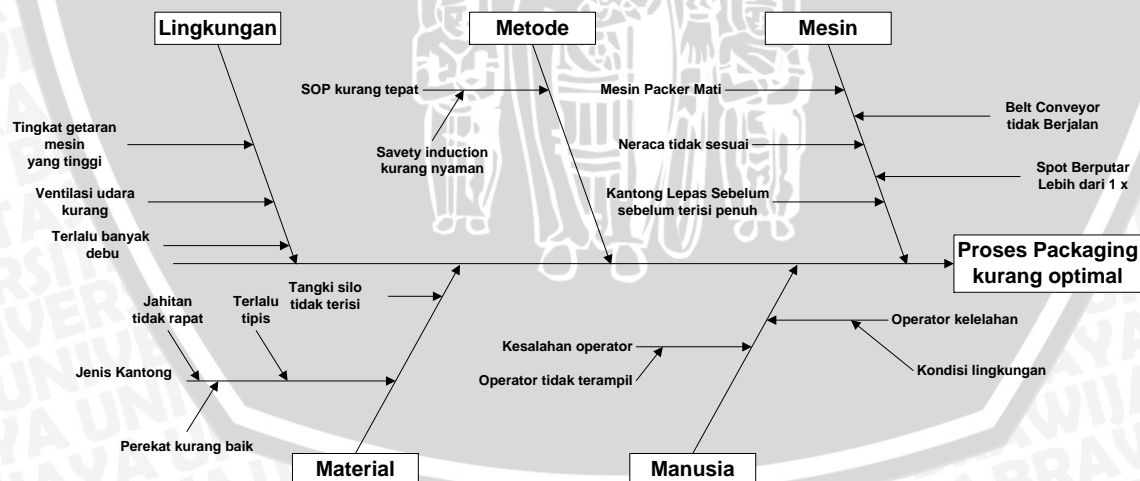 Lingkungan
Metode
Mesin
SOP kurang tepat
Savety induction
kurang nyaman
Mesin Packer Mati
Belt Conveyor
tidak Berjalan
Neraca tidak sesuai
Spot Berputar
Lebih dari 1 x
Kantong Lepas Sebelum
sebelum terisi penuh
Tingkat getaran
mesin
yang tinggi
Ventilasi udara
kurang
Terlalu banyak
debu
Proses Packaging
kurang optimal
Tangki silo
tidak terisi
Jahitan
tidak rapat
Terlalu
tipis
Jenis Kantong
Perekat kurang baik
Kesalahan operator
Operator tidak terampil
Operator kelelahan
Kondisi lingkungan
Material
Manusia